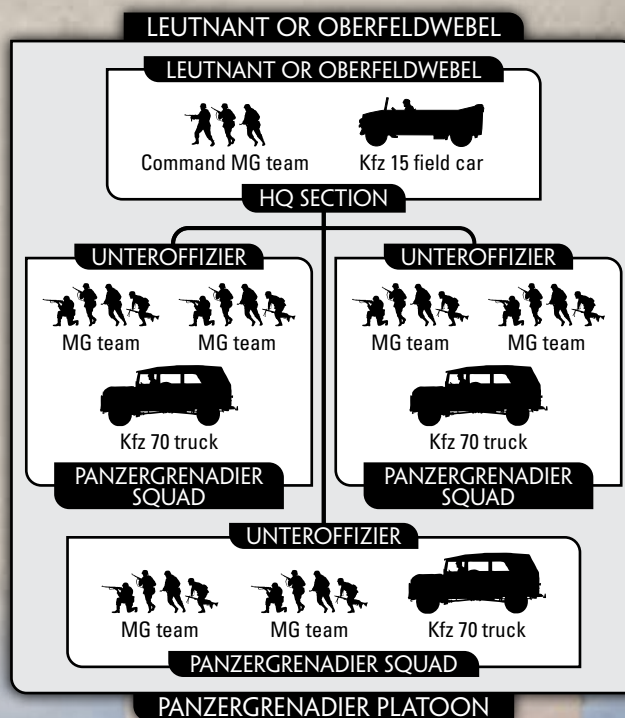 LEUTNANT OR OBERFELDWEBEL
LEUTNANT OR OBERFELDWEBEL
Command MG team
Kfz 15 field car
HQ SECTION
UNTEROFFIZIER
MG team
MG team
Kfz 70 truck
PANZERGRENADIER
SQUAD
UNTEROFFIZIER
MG team
MG team
Kfz 70 truck
PANZERGRENADIER
SQUAD
UNTEROFFIZIER
MG team
MG team
Kfz 70 truck
PANZERGRENADIER SQUAD
PANZERGRENADIER PLATOON